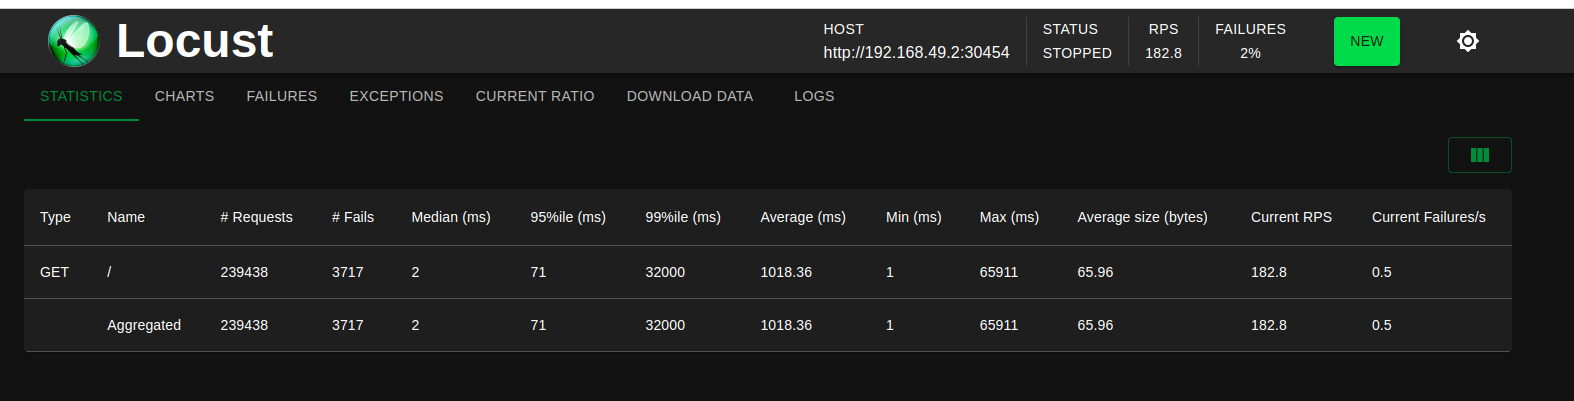 Locust
HOST
http://192.168.49.2:30454
STATUS
STOPPED
RPS
182.8
FAILURES
2%
NEW
STATISTICS CHARTS FAILURES EXCEPTIONS CURRENT RATIO DOWNLOAD DATA LOGS
Type Name # Requests # Fails Median (ms) 95%ile (ms) 99%ile (ms) Average (ms) Min (ms) Max (ms) Average size (bytes) Current RPS Current Failures/s
GET / 239438 3717 2 71 32000 1018.36 1 65911 65.96 182.8 0.5
Aggregated 239438 3717 2 71 32000 1018.36 1 65911 65.96 182.8 0.5